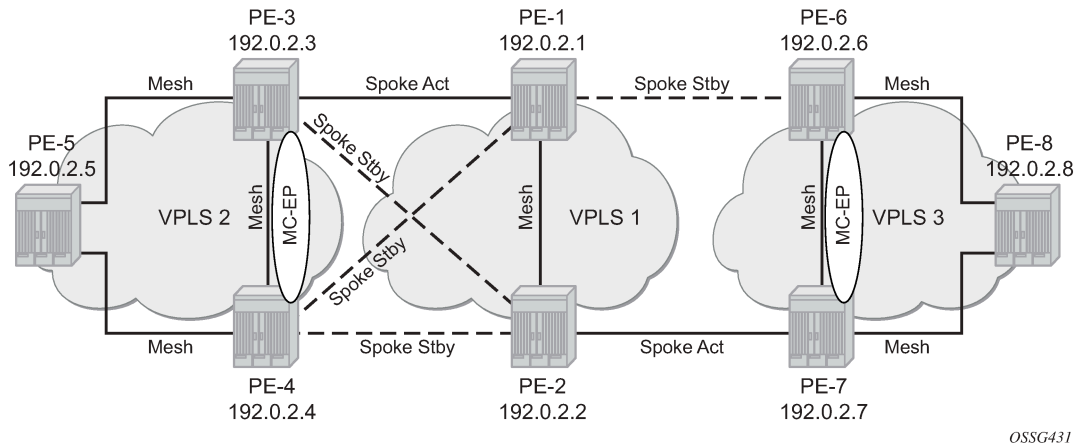 PE-3
192.0.2.3
PE-1
192.0.2.1
PE-6
192.0.2.6
Mesh
Spoke Act
Spoke Stby
Mesh
PE-5
192.0.2.5
Spoke Stby
PE-8
192.0.2.8
VPLS 2
Mesh
MC-EP
Mesh
VPLS 1
Mesh
MC-EP
VPLS 3
Spoke Stby
Mesh
Spoke Stby
Spoke Act
Mesh
PE-4
192.0.2.4
PE-2
192.0.2.2
PE-7
192.0.2.7
OSSG431